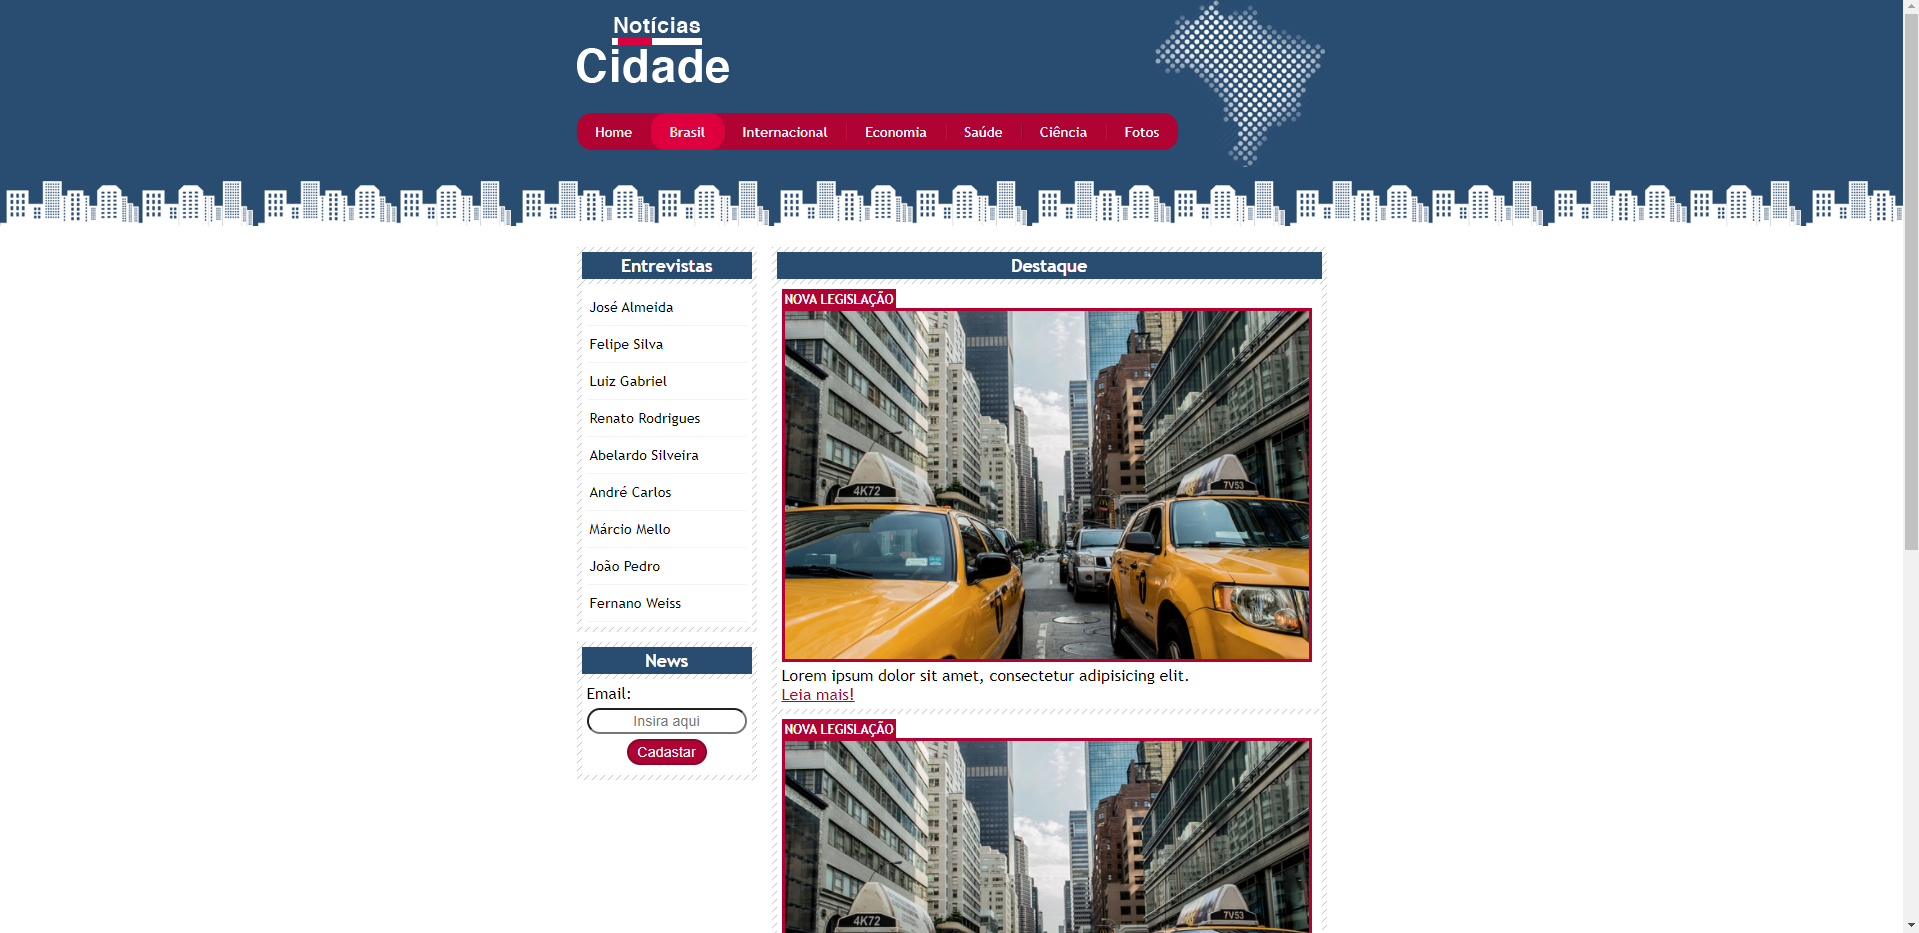 Notícias
Cidade
Home Brasil Internacional Economia Saúde Ciência Fotos
Entrevistas
José Almeida
Felipe Silva
Luiz Gabriel
Renato Rodrigues
Abelardo Silveira
André Carlos
Márcio Mello
João Pedro
Fernano Weiss
News
Email:
Insira aqui
Cadastar
Destaque
NOVA LEGISLAÇÃO
4K72
7V53
Lorem ipsum dolor sit amet, consectetur adipisicing elit.
Leia mais!
NOVA LEGISLAÇÃO
4K72
7V53